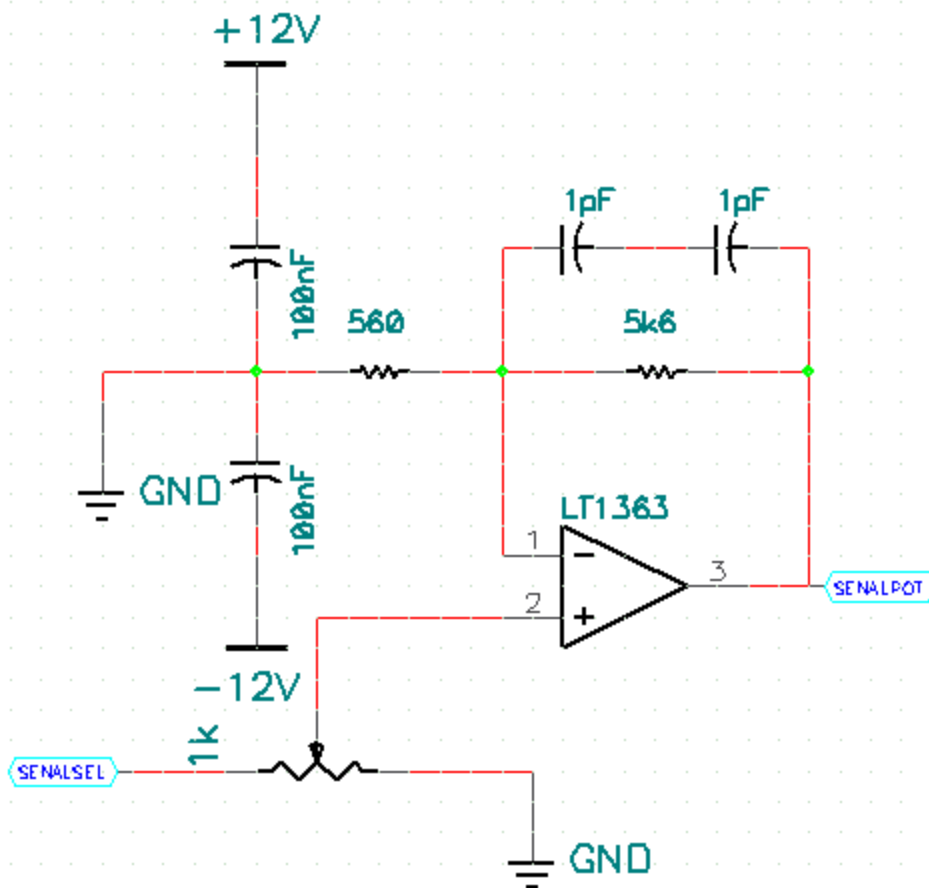 +12V
1pF
1pF
100nF
560
5k6
GND
100nF
LT1363
1
3
SENALPOT
2
-12V
1k
SENALSEL
GND